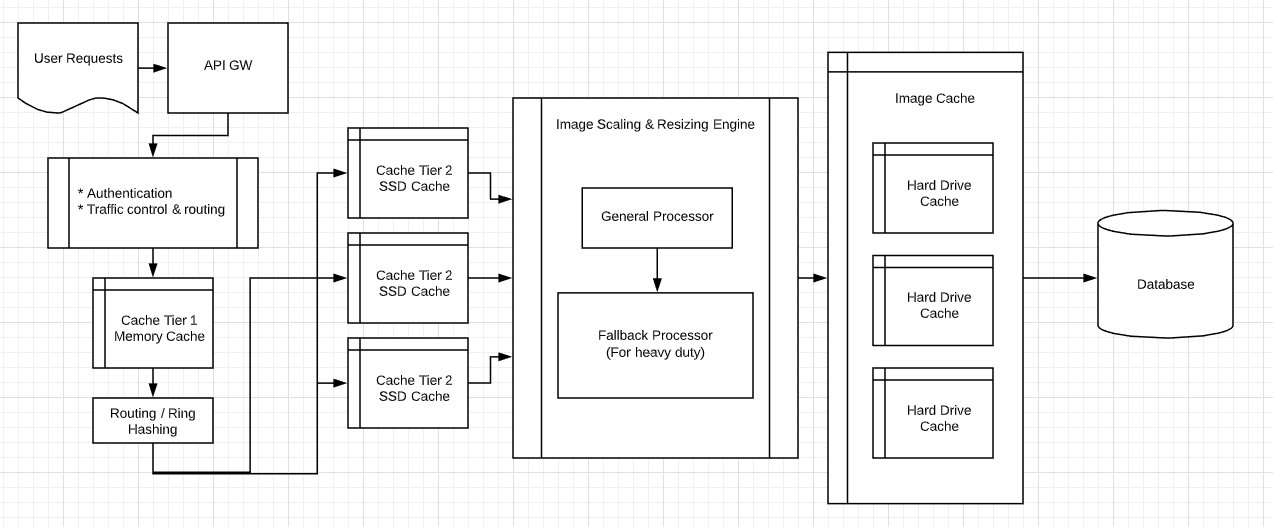 User Requests
API GW
* Authentication
* Traffic control & routing
Cache Tier 1
Memory Cache
Routing / Ring
Hashing
Cache Tier 2
SSD Cache
Cache Tier 2
SSD Cache
Cache Tier 2
SSD Cache
Image Scaling & Resizing Engine
General Processor
Fallback Processor
(For heavy duty)
Image Cache
Hard Drive
Cache
Hard Drive
Cache
Hard Drive
Cache
Database